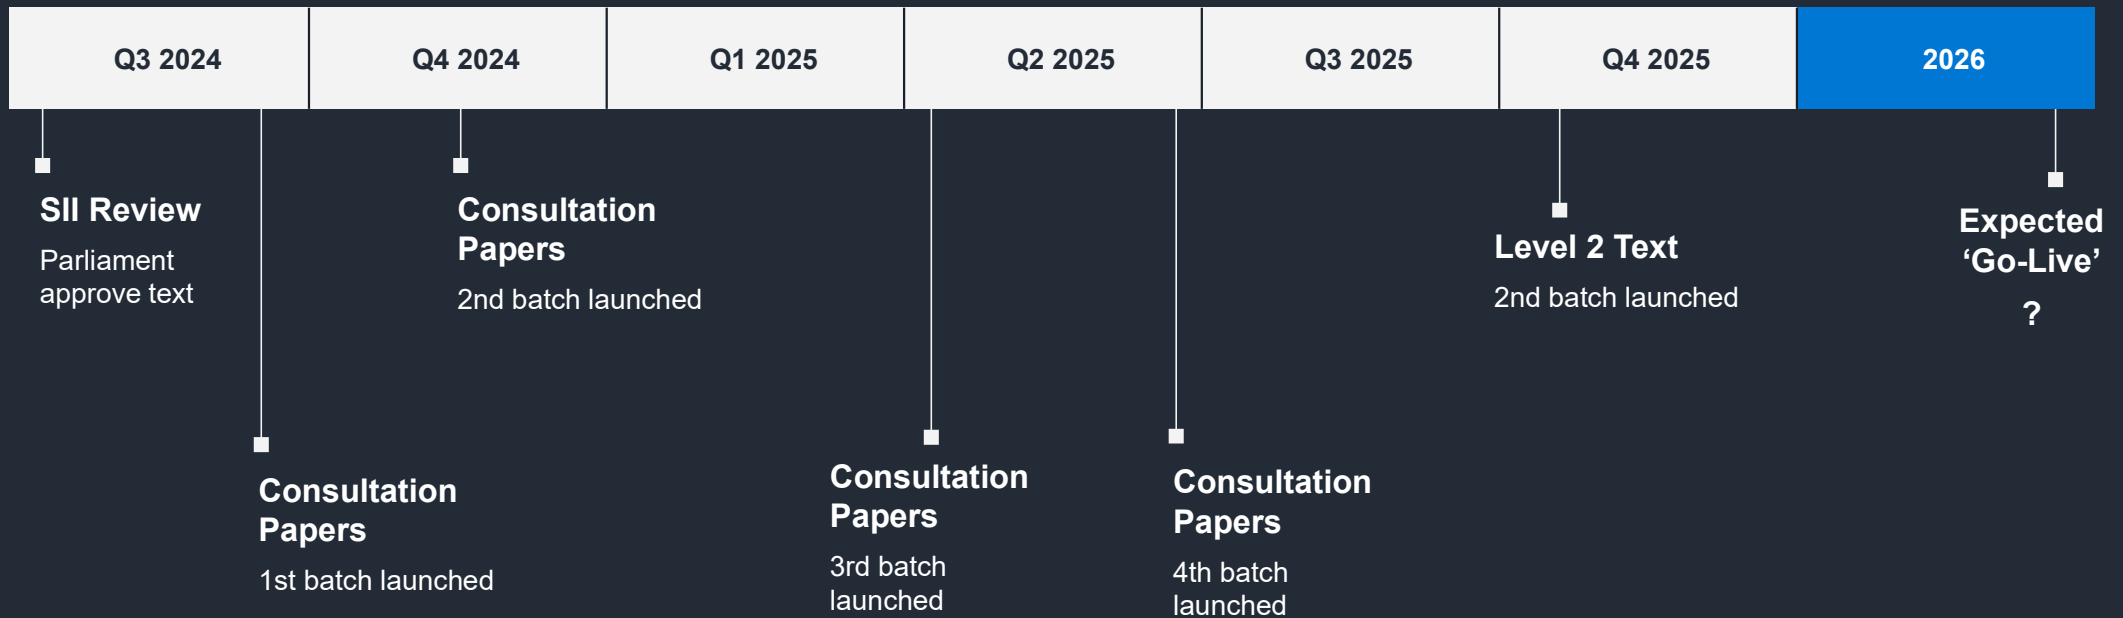 Q3 2024
Q4 2024
Q1 2025
Q2 2025
Q3 2025
Q4 2025
2026
SII Review
Parliament
approve text
Consultation
Papers
1st batch launched
Consultation
Papers
2nd batch launched
Consultation
Papers
3rd batch
launched
Consultation
Papers
4th batch
launched
Level 2 Text
2nd batch launched
Expected
‘Go-Live’
?